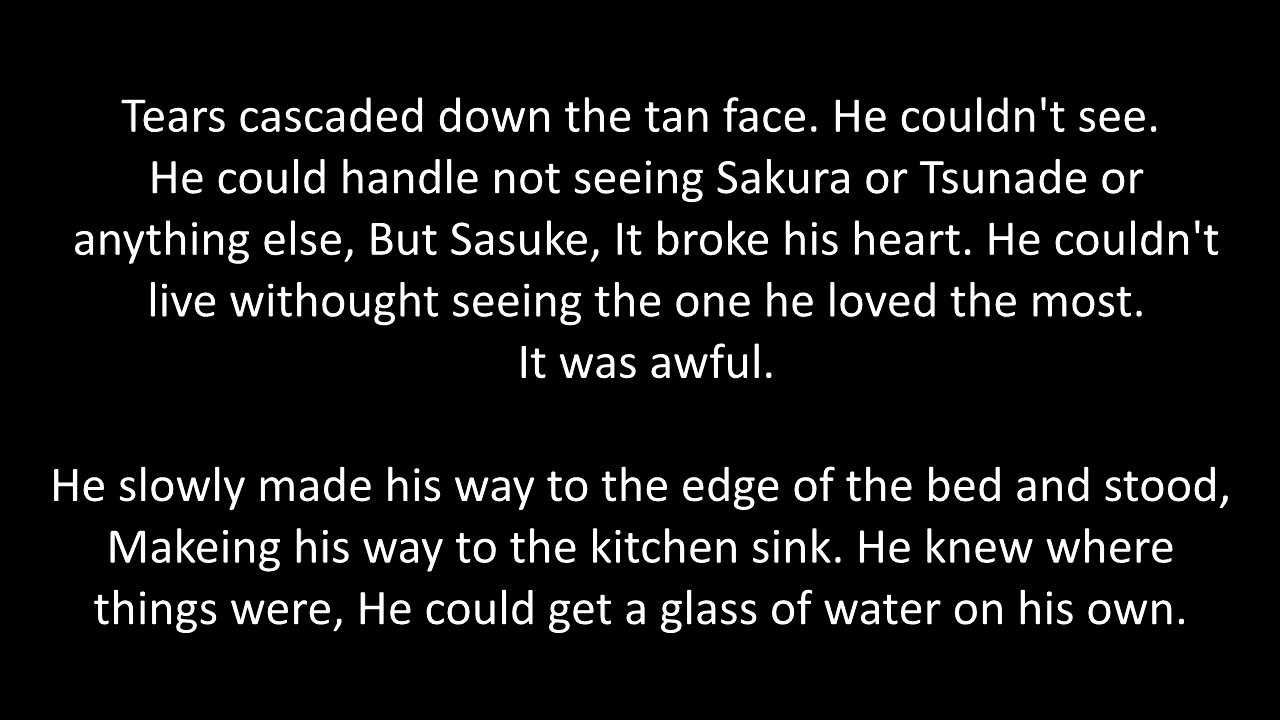 Tears cascaded down the tan face. He couldn't see.
He could handle not seeing Sakura or Tsunade or
anything else, But Sasuke, It broke his heart. He couldn't
live withought seeing the one he loved the most.
It was awful.
He slowly made his way to the edge of the bed and stood,
Makeing his way to the kitchen sink. He knew where
things were, He could get a glass of water on his own.